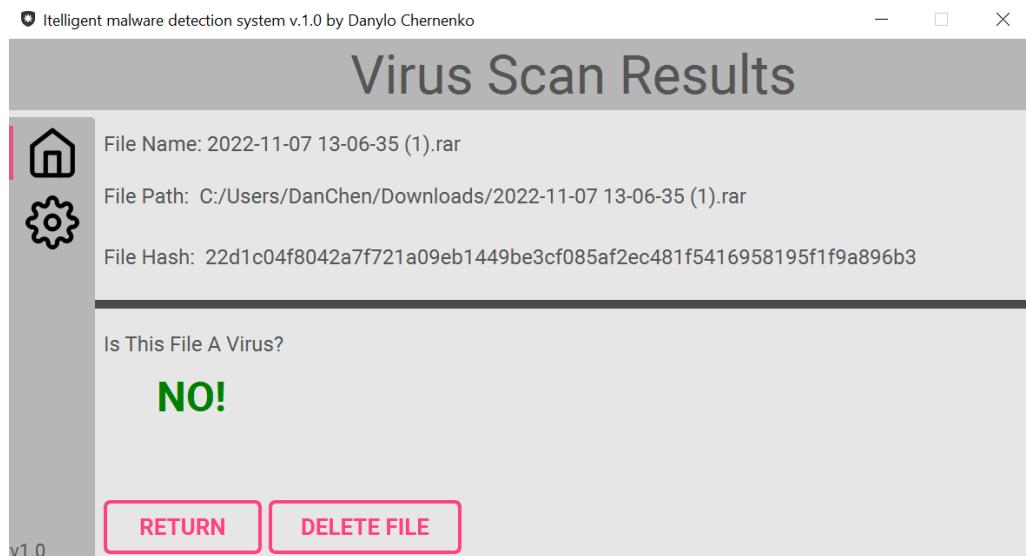 Itelligent malware detection system v.1.0 by Danylo Chernenko
Virus Scan Results
File Name: 2022-11-07 13-06-35 (1).rar
File Path: C:/Users/DanChen/Downloads/2022-11-07 13-06-35 (1).rar
File Hash: 22d1c04f8042a7f721a09eb1449be3cf085af2ec481f5416958195f1f9a896b3
Is This File A Virus?
NO!
RETURN DELETE FILE
v1.0